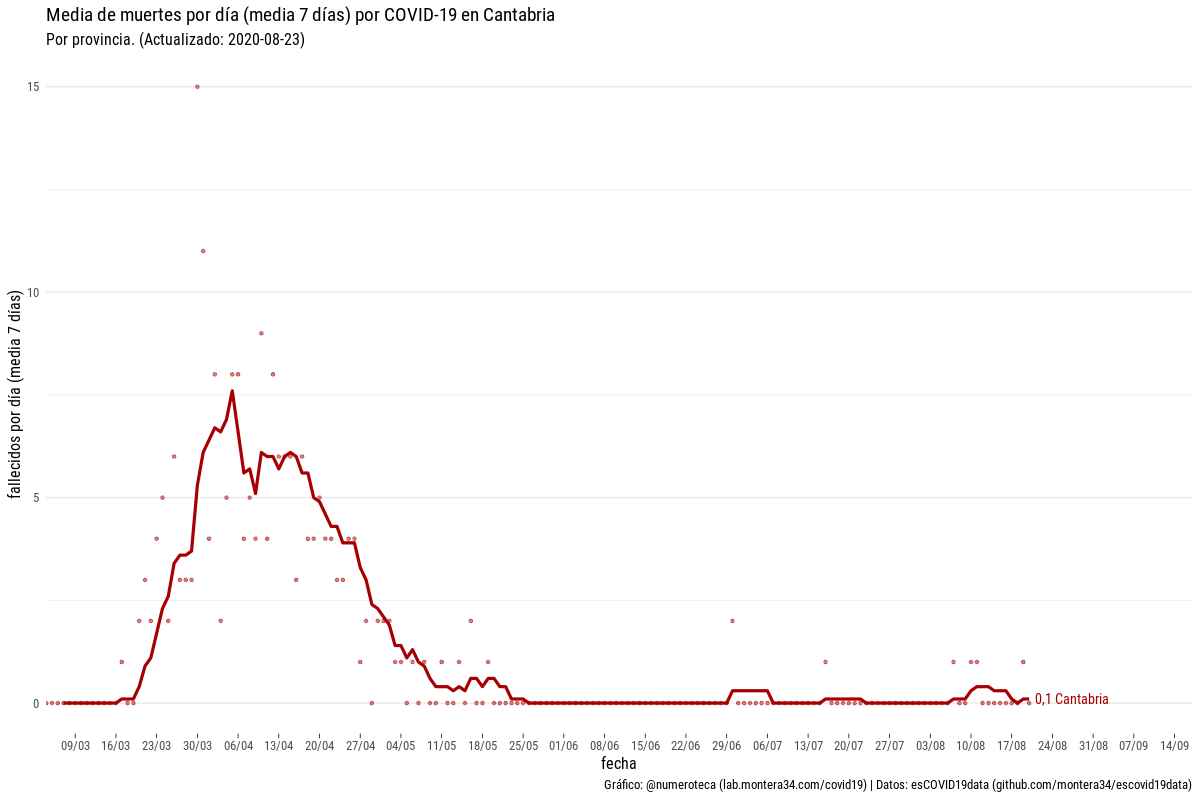 Media de muertes por día (media 7 días) por COVID-19 en Cantabria
Por provincia. (Actualizado: 2020-08-23)
fallecidos por día (media 7 días)
15
10
5
0
0,1 Cantabria
09/03 16/03 23/03 30/03 06/04 13/04 20/04 27/04 04/05 11/05 18/05 25/05 01/06 08/06 15/06 22/06 29/06 06/07 13/07 20/07 27/07 03/08 10/08 17/08 24/08 31/08 07/09 14/09
fecha
Gráfico: @numeroteca (lab.montera34.com/covid19) | Datos: esCOVID19data (github.com/montera34/escovid19data)